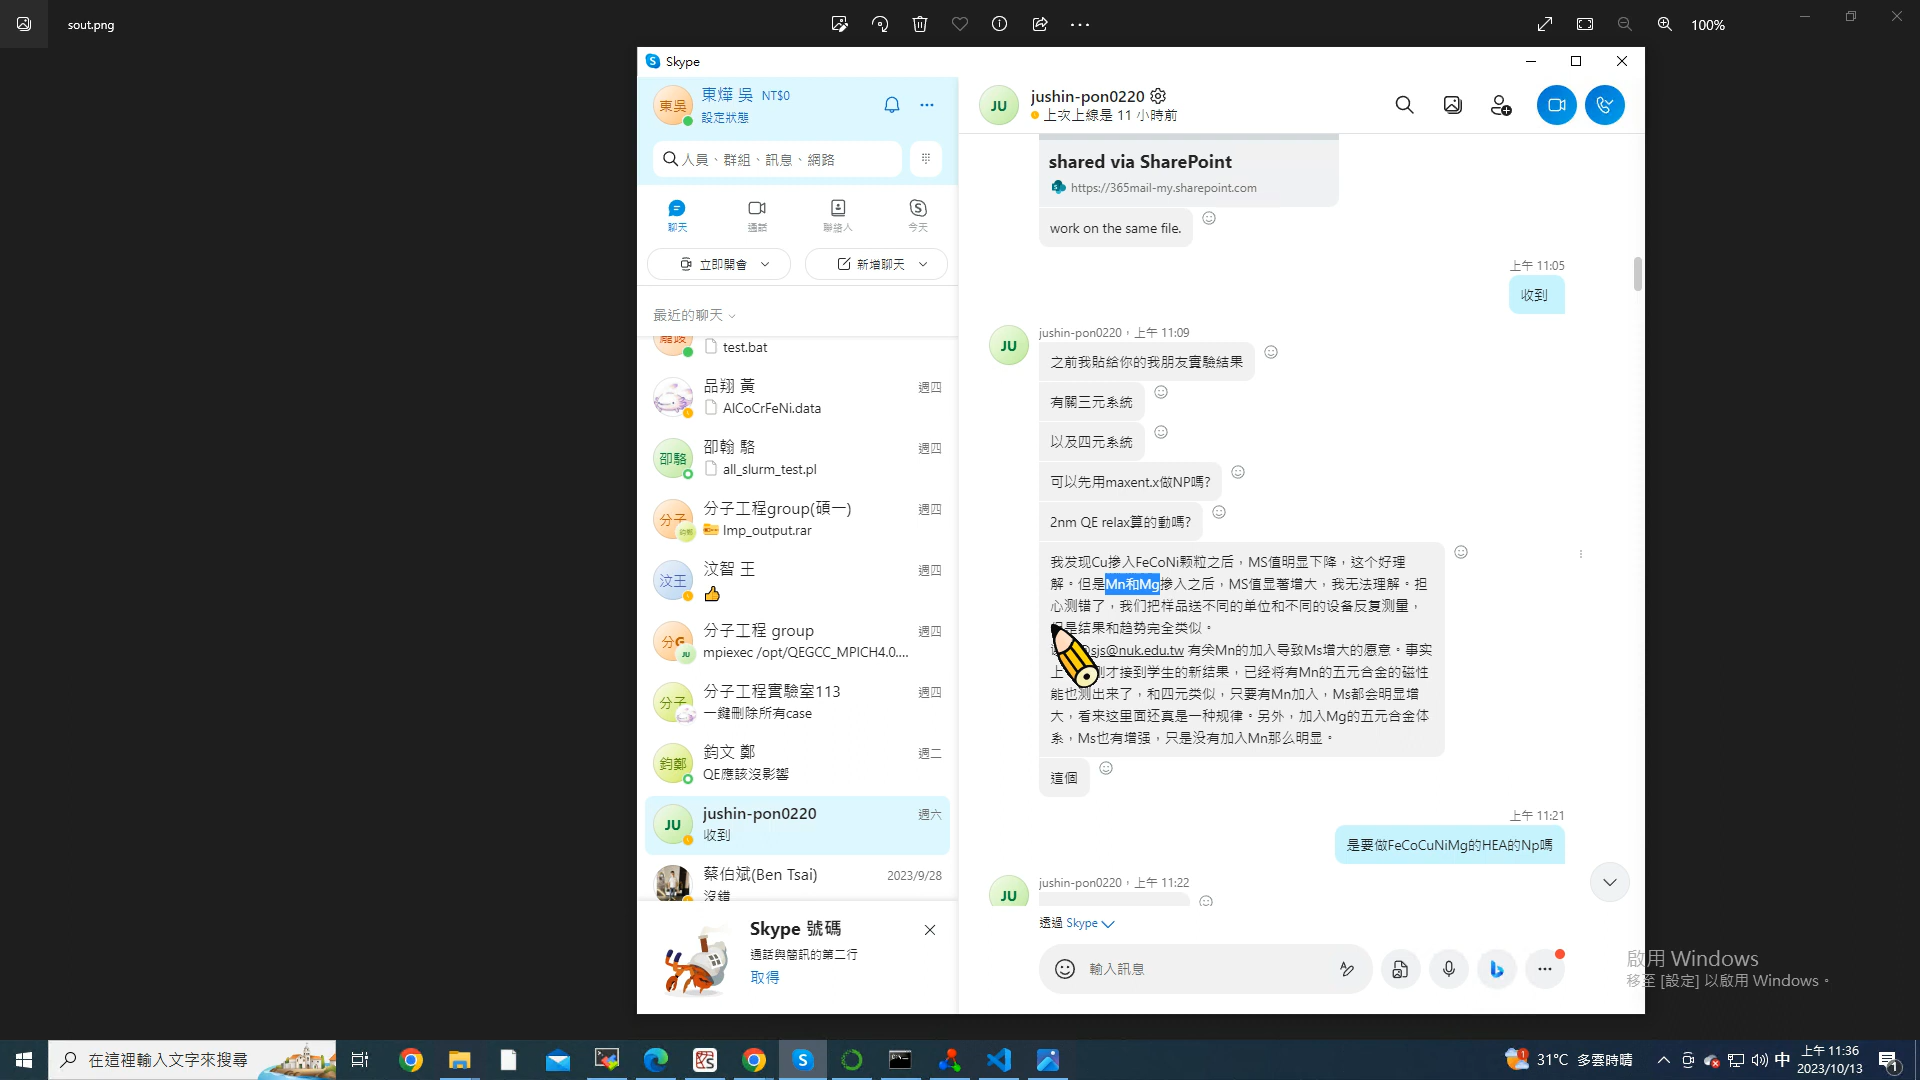 sout.png
100%
Skype
東吳
東燁 吳 NT$0
設定狀態
人員、群組、訊息、網路
聊天
通話
聯絡人
今天
立即開會
新增聊天
最近的聊天
test.bat
品翔 黃
週四
AlCoCrFeNi.data
卲駱
卲翰 駱
週四
all_slurm_test.pl
分子
分子工程group(碩一)
週四
lmp_output.rar
汶王
汶智 王
週四
分子工程 group
週四
JU
mpiexec /opt/QEGCC_MPICH4.0....
分子
分子工程實驗室113
週四
一鍵刪除所有case
鈞鄭
鈞文 鄭
週二
QE應該沒影響
JU
jushin-pon0220
週六
收到
蔡伯斌(Ben Tsai)
2023/9/28
沒錯
Skype 號碼
通話與簡訊的第二行
取得
JU
jushin-pon0220
上次上線是 11 小時前
shared via SharePoint
https://365mail-my.sharepoint.com
work on the same file.
上午 11:05
收到
JU
jushin-pon0220，上午 11:09
之前我貼給你的我朋友實驗結果
有關三元系統
以及四元系統
可以先用maxent.x做NP嗎?
2nm QE relax算的動嗎?
我发现Cu掺入FeCoNi颗粒之后，MS值明显下降，这个好理
解。但是Mn和Mg掺入之后，MS值显著增大，我无法理解。担
心测错了，我们把样品送不同的单位和不同的设备反复测量，
但是结果和趋势完全类似。
sjs@nuk.edu.tw 有关Mn的加入导致Ms增大的愿意。事实
上 刚才接到学生的新结果，已经将有Mn的五元合金的磁性
能也测出来了，和四元类似，只要有Mn加入，Ms都会明显增
大，看来这里面还真是一种规律。另外，加入Mg的五元合金体
系，Ms也有增强，只是没有加入Mn那么明显。
這個
上午 11:21
是要做FeCoCuNiMg的HEA的Np嗎
JU
jushin-pon0220，上午 11:22
透過 Skype
輸入訊息
啟用 Windows
移至 [設定] 以啟用 Windows。
在這裡輸入文字來搜尋
31°C 多雲時晴
中
上午 11:36
2023/10/13
1